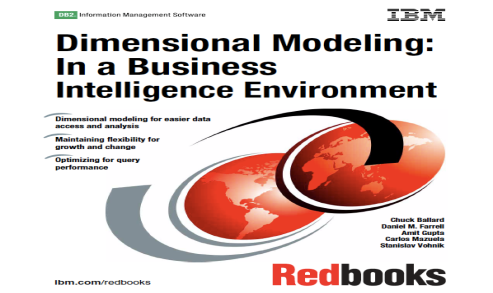 DB2. Information Management Software
IBM
Dimensional Modeling:
In a Business
Intelligence Environment
Dimensional modeling for easier data
access and analysis
Maintaining flexibility for
growth and change
Optimizing for query
performance
Chuck Ballard
Daniel M. Farrell
Amit Gupta
Carlos Mazuela
Stanislav Vohnik
ibm.com/redbooks
Redbooks